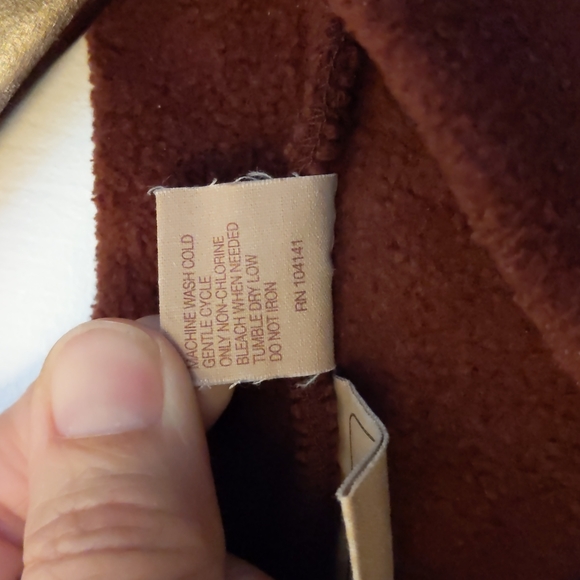 MACHINE WASH COLD
GENTLE CYCLE
ONLY NON-CHLORINE
BLEACH WHEN NEEDED
TUMBLE DRY LOW
DO NOT IRON
RN 104141